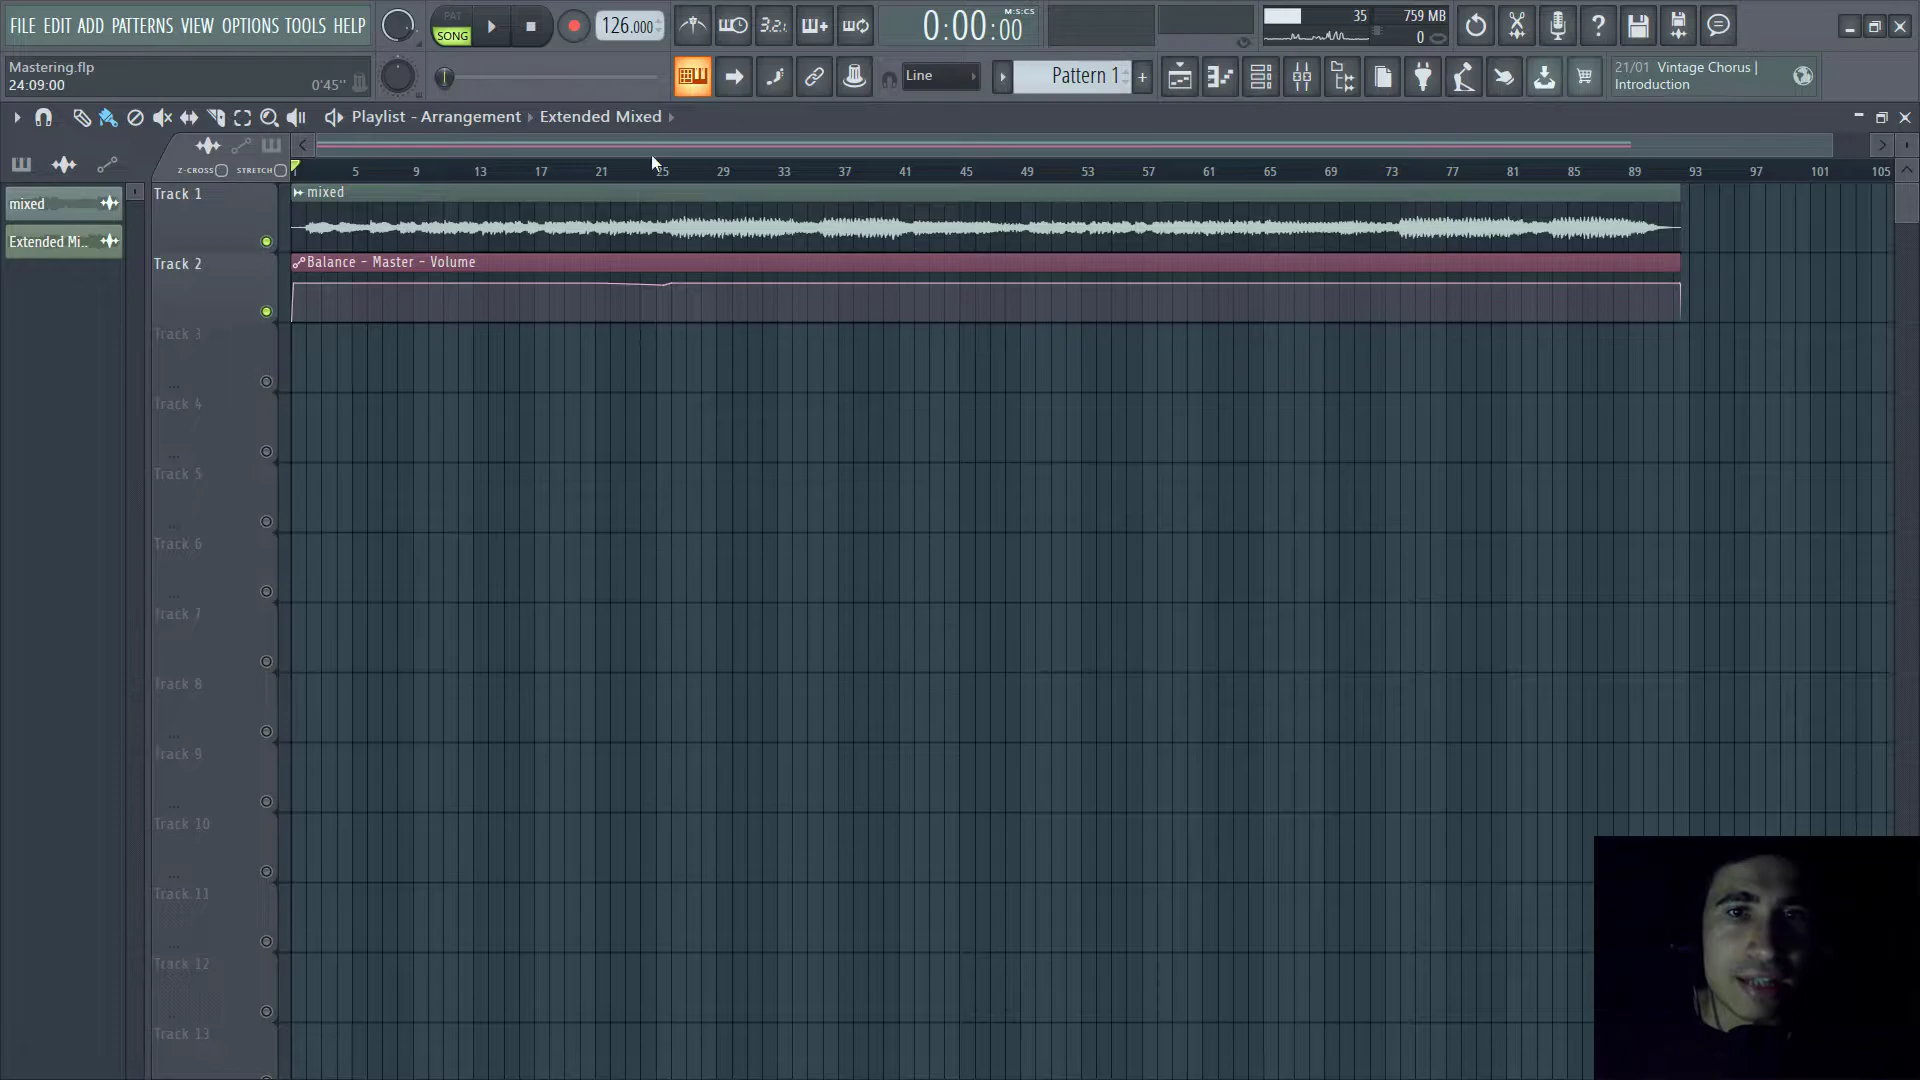 FILE EDIT ADD PATTERNS VIEW OPTIONS TOOLS HELP
PAT
SONG
126.000
3.2.
0:00:00
M:S:CS
35
759 MB
0
Mastering.flp
24:09:00
0'45"
Line
Pattern 1
+
21/01 Vintage Chorus |
Introduction
Playlist - Arrangement
Extended Mixed
Z-CROSS
STRETCH
1 5 9 13 17 21 25 29 33 37 41 45 49 53 57 61 65 69 73 77 81 85 89 93 97 101 105
mixed
Extended Mi..
Track 1
mixed
Track 2
Balance - Master - Volume
Track 3
...
Track 4
...
Track 5
...
Track 6
...
Track 7
...
Track 8
...
Track 9
...
Track 10
...
Track 11
...
Track 12
...
Track 13